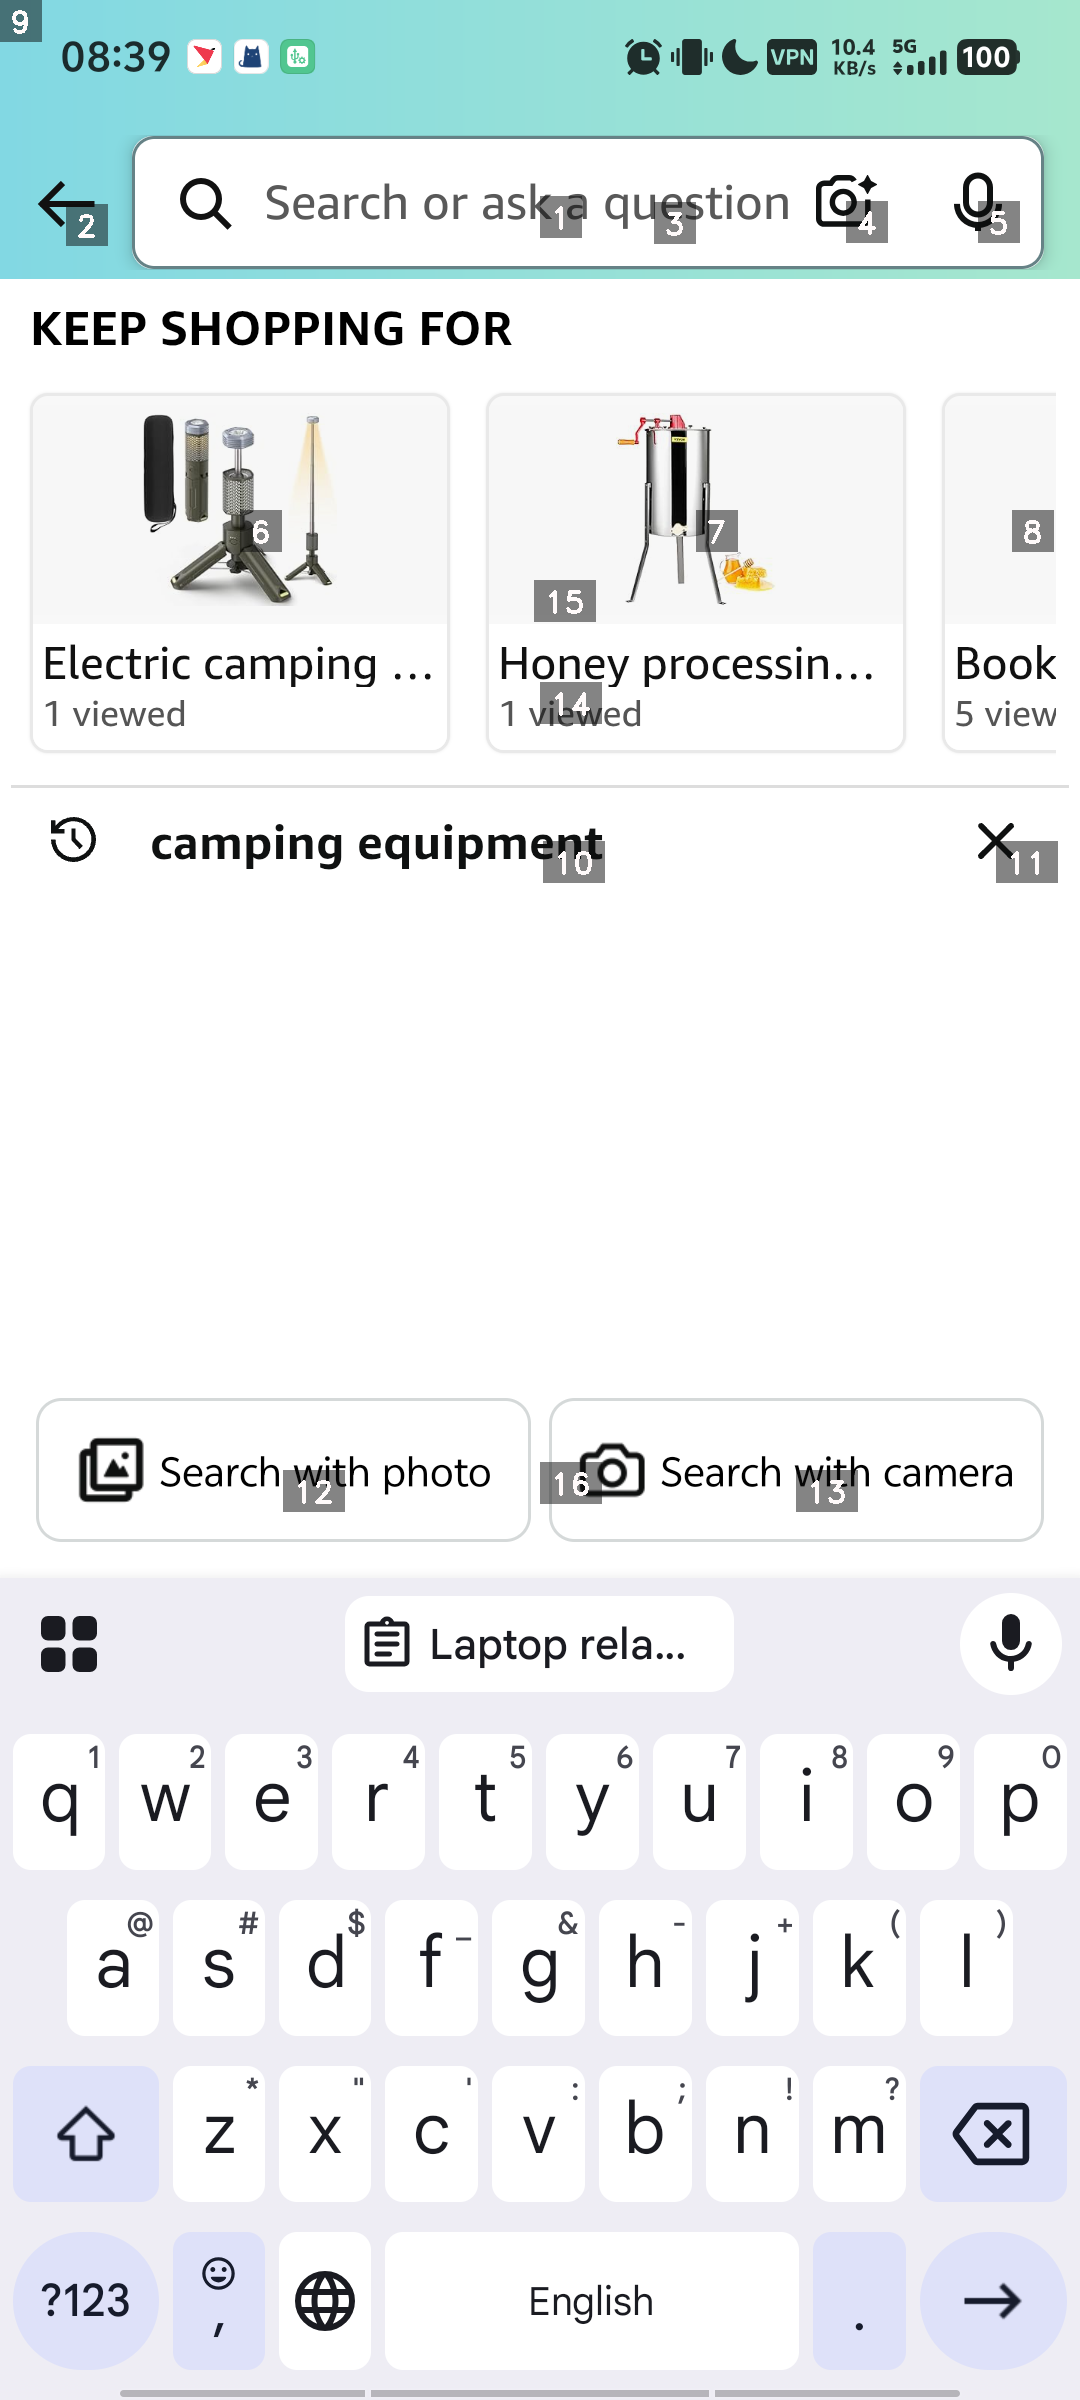 9
08:39
VPN
10.4 KB/s
5G
100
2
Search or ask a question
1
3
4
5
KEEP SHOPPING FOR
6
7
8
15
Electric camping ...
Honey processin...
Book
1 viewed
1 viewed
5 view
14
camping equipment
10
11
Search with photo
Search with camera
12
16
13
Laptop rela...
1 2 3 4 5 6 7 8 9 0
q w e r t y u i o p
@ # $ _ & - + ( )
a s d f g h j k l
* " ' : ; ! ?
z x c v b n m
?123 , English .